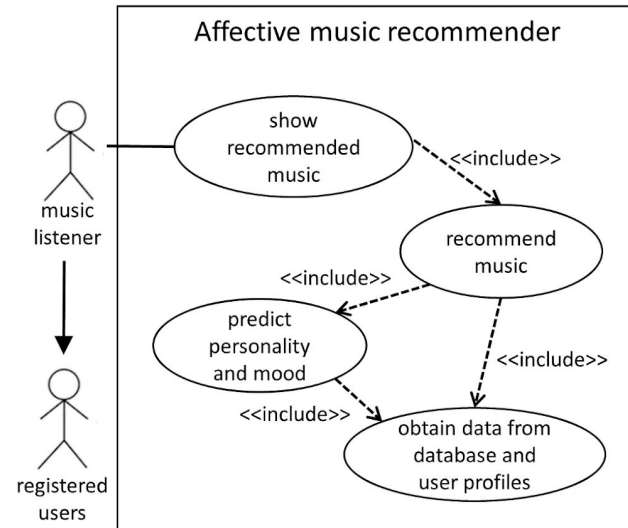 Affective music recommender
show
recommended
music
<<include>>
music
listener
recommend
music
<<include>>
predict
personality
and mood
<<include>>
<<include>>
obtain data from
database and
user profiles
registered
users